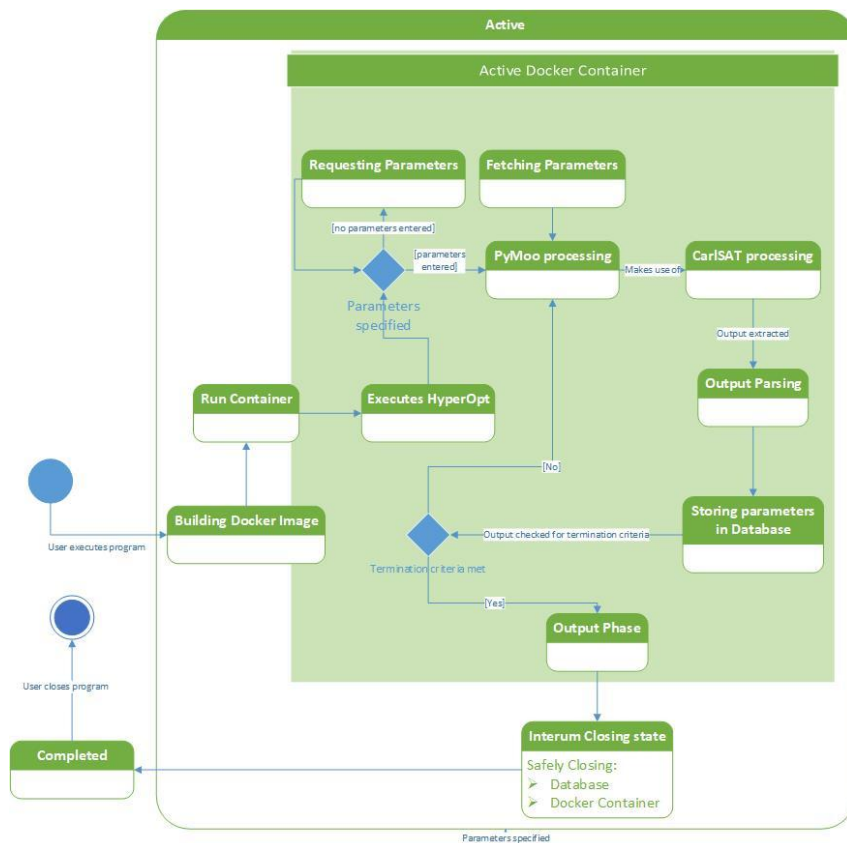 Active
Active Docker Container
Requesting Parameters
Fetching Parameters
[no parameters entered]
[parameters
entered]
PyMoo processing
Makes use of
CarlSAT processing
Parameters
specified
Output extracted
Run Container
Executes HyperOpt
Output Parsing
[No]
Building Docker Image
Storing parameters
in Database
User executes program
Output checked for termination criteria
Termination criteria met
[Yes]
Output Phase
User closes program
Interum Closing state
Safely Closing:
➢ Database
➢ Docker Container
Completed
Parameters specified